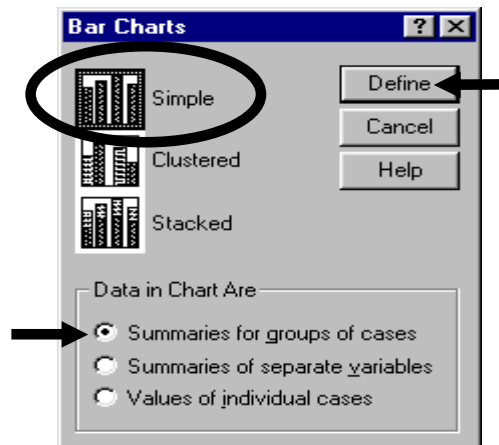 Bar Charts
Simple
Clustered
Stacked
Define
Cancel
Help
Data in Chart Are
Summaries for groups of cases
Summaries of separate variables
Values of individual cases